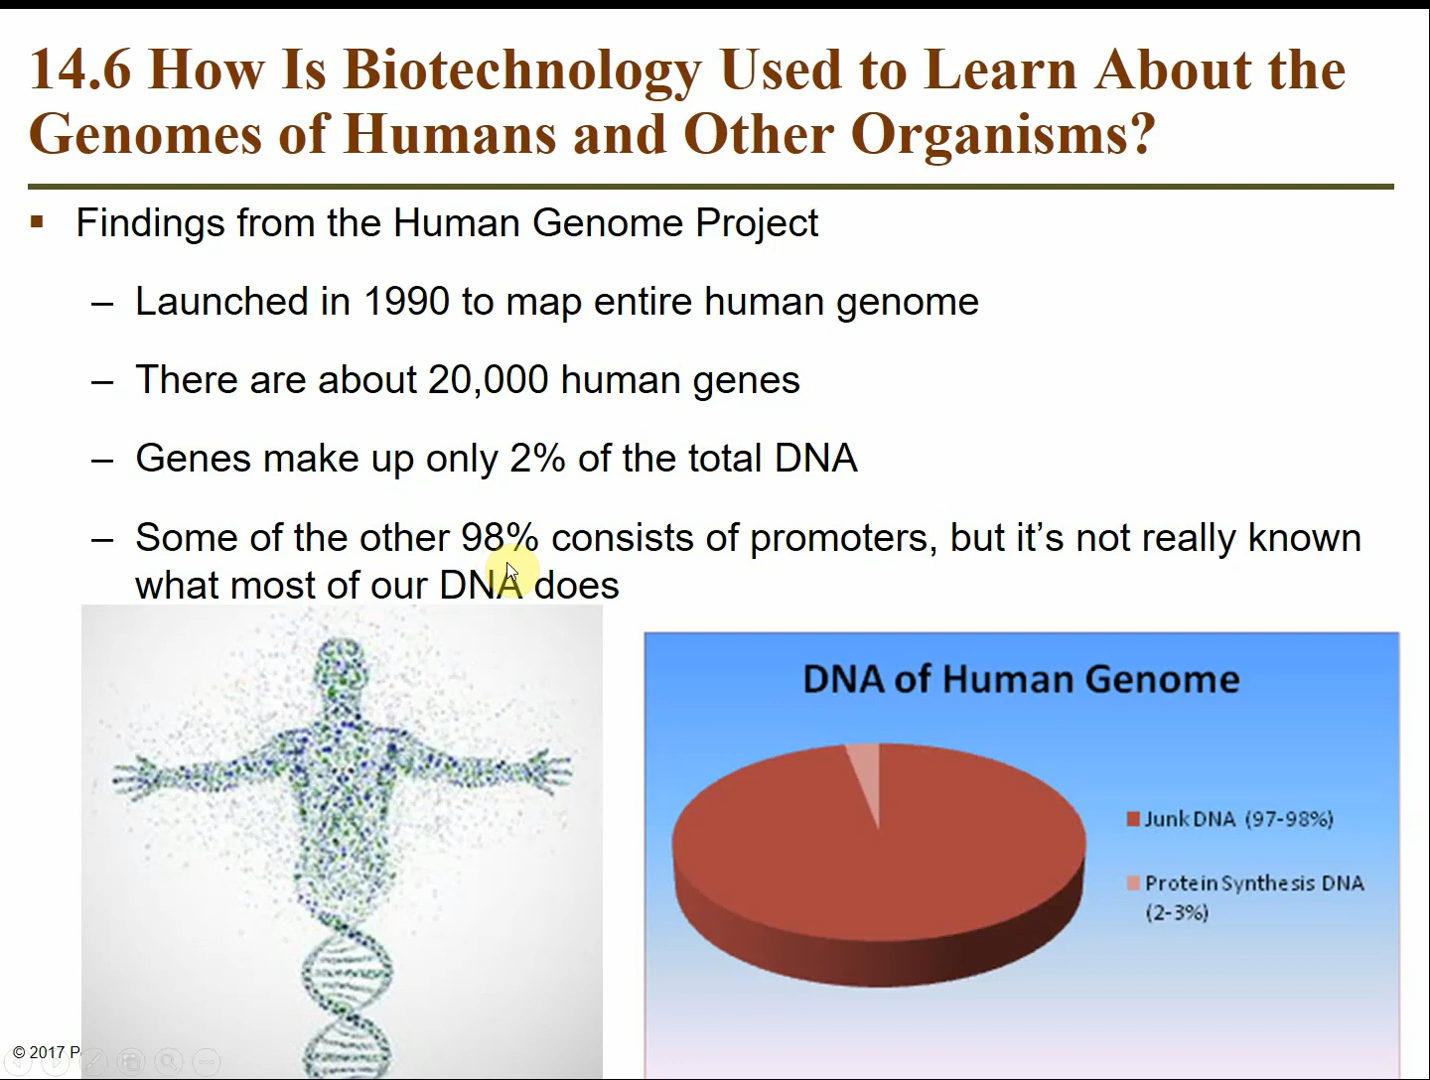 14.6 How Is Biotechnology Used to Learn About the
Genomes of Humans and Other Organisms?
▪ Findings from the Human Genome Project
– Launched in 1990 to map entire human genome
– There are about 20,000 human genes
– Genes make up only 2% of the total DNA
– Some of the other 98% consists of promoters, but it’s not really known
what most of our DNA does
DNA of Human Genome
Junk DNA (97-98%)
Protein Synthesis DNA
(2-3%)
© 2017